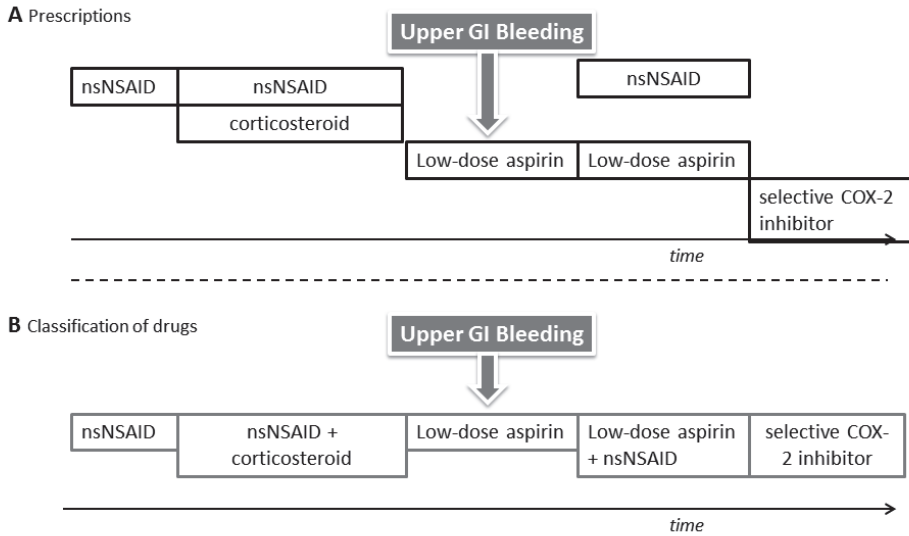 A Prescriptions
Upper GI Bleeding
nsNSAID
nsNSAID
nsNSAID
corticosteroid
Low-dose aspirin
Low-dose aspirin
selective COX-2
inhibitor
time
B Classification of drugs
Upper GI Bleeding
nsNSAID
nsNSAID +
corticosteroid
Low-dose aspirin
Low-dose aspirin
+ nsNSAID
selective COX-
2 inhibitor
time